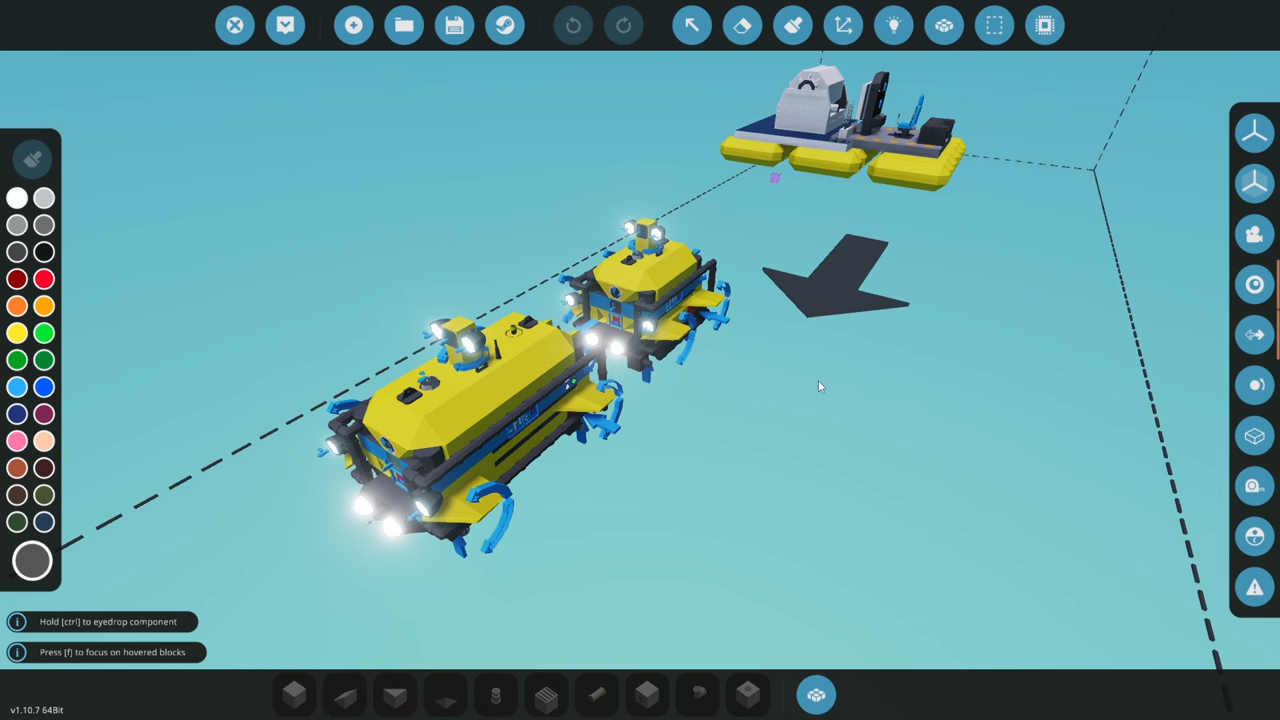 Hold [ctrl] to eyedrop component
Press [f] to focus on hovered blocks
v1.10.7 64Bit